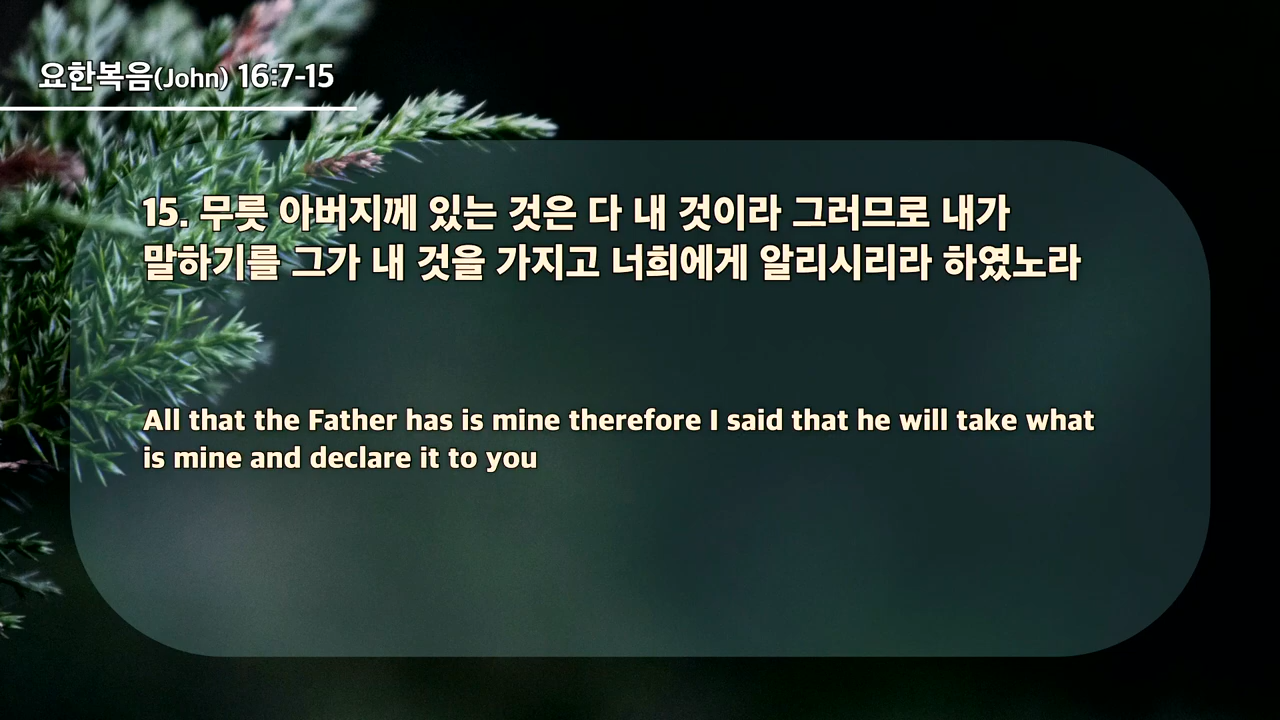 요한복음(John) 16:7-15
15. 무릇 아버지께 있는 것은 다 내 것이라 그러므로 내가
말하기를 그가 내 것을 가지고 너희에게 알리시리라 하였노라
All that the Father has is mine therefore I said that he will take what
is mine and declare it to you